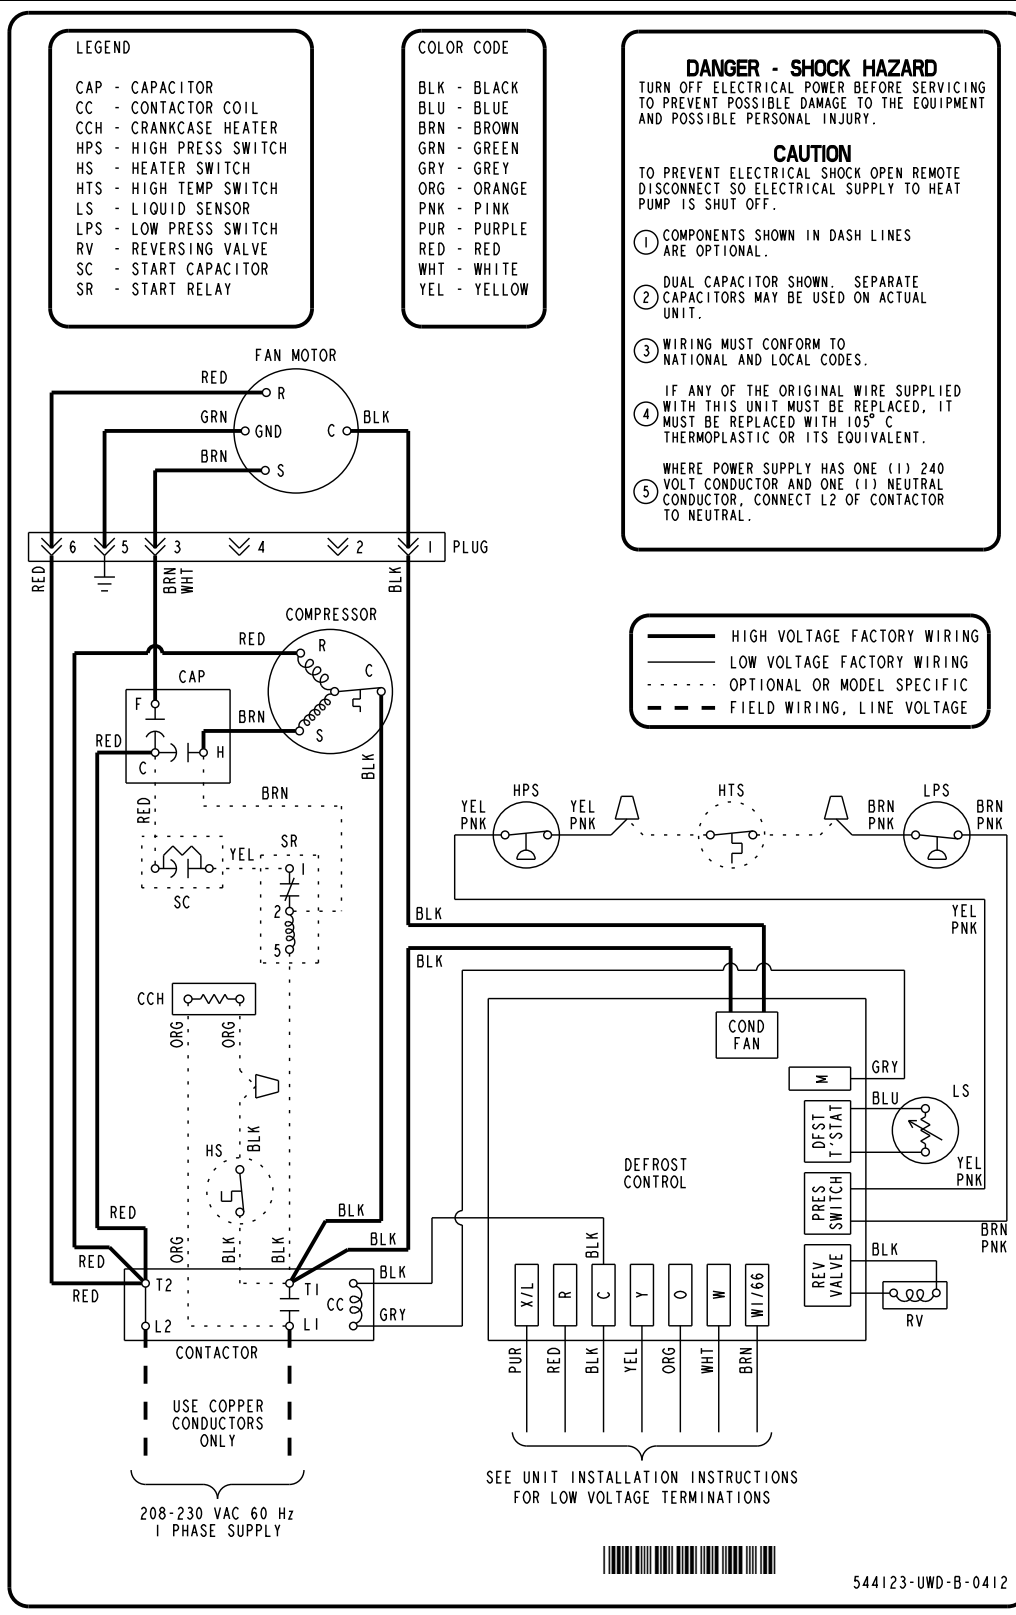 LEGEND
CAP - CAPACITOR
CC - CONTACTOR COIL
CCH - CRANKCASE HEATER
HPS - HIGH PRESS SWITCH
HS - HEATER SWITCH
HTS - HIGH TEMP SWITCH
LS - LIQUID SENSOR
LPS - LOW PRESS SWITCH
RV - REVERSING VALVE
SC - START CAPACITOR
SR - START RELAY
COLOR CODE
BLK - BLACK
BLU - BLUE
BRN - BROWN
GRN - GREEN
GRY - GREY
ORG - ORANGE
PNK - PINK
PUR - PURPLE
RED - RED
WHT - WHITE
YEL - YELLOW
DANGER - SHOCK HAZARD
TURN OFF ELECTRICAL POWER BEFORE SERVICING
TO PREVENT POSSIBLE DAMAGE TO THE EQUIPMENT
AND POSSIBLE PERSONAL INJURY.
CAUTION
TO PREVENT ELECTRICAL SHOCK OPEN REMOTE
DISCONNECT SO ELECTRICAL SUPPLY TO HEAT
PUMP IS SHUT OFF.
1 COMPONENTS SHOWN IN DASH LINES
ARE OPTIONAL.
2 DUAL CAPACITOR SHOWN. SEPARATE
CAPACITORS MAY BE USED ON ACTUAL
UNIT.
3 WIRING MUST CONFORM TO
NATIONAL AND LOCAL CODES.
4 IF ANY OF THE ORIGINAL WIRE SUPPLIED
WITH THIS UNIT MUST BE REPLACED, IT
MUST BE REPLACED WITH 105° C
THERMOPLASTIC OR ITS EQUIVALENT.
5 WHERE POWER SUPPLY HAS ONE (1) 240
VOLT CONDUCTOR AND ONE (1) NEUTRAL
CONDUCTOR, CONNECT L2 OF CONTACTOR
TO NEUTRAL.
HIGH VOLTAGE FACTORY WIRING
LOW VOLTAGE FACTORY WIRING
OPTIONAL OR MODEL SPECIFIC
FIELD WIRING, LINE VOLTAGE
FAN MOTOR
RED
R
GRN
GND
C
BLK
BRN
S
6
5
3
4
2
1
PLUG
RED
BRN
WHT
BLK
COMPRESSOR
RED
R
C
CAP
F
BRN
S
RED
C
H
BLK
RED
BRN
YEL
SR
1
SC
2
5
BLK
BLK
HPS
HTS
LPS
YEL
PNK
YEL
PNK
BRN
PNK
BRN
PNK
YEL
PNK
CCH
ORG
ORG
BLK
HS
COND
FAN
M
GRY
DFST
T'STAT
BLU
LS
DEFROST
CONTROL
PRES
SWITCH
YEL
PNK
BRN
PNK
REV
VALVE
BLK
RV
RED
RED
RED
ORG
BLK
BLK
BLK
BLK
T2
T1
CC
BLK
GRY
L2
L1
CONTACTOR
BLK
X/L
R
C
Y
O
W
W1/66
PUR
RED
BLK
YEL
ORG
WHT
BRN
USE COPPER
CONDUCTORS
ONLY
208-230 VAC 60 Hz
1 PHASE SUPPLY
SEE UNIT INSTALLATION INSTRUCTIONS
FOR LOW VOLTAGE TERMINATIONS
544123-UWD-B-0412